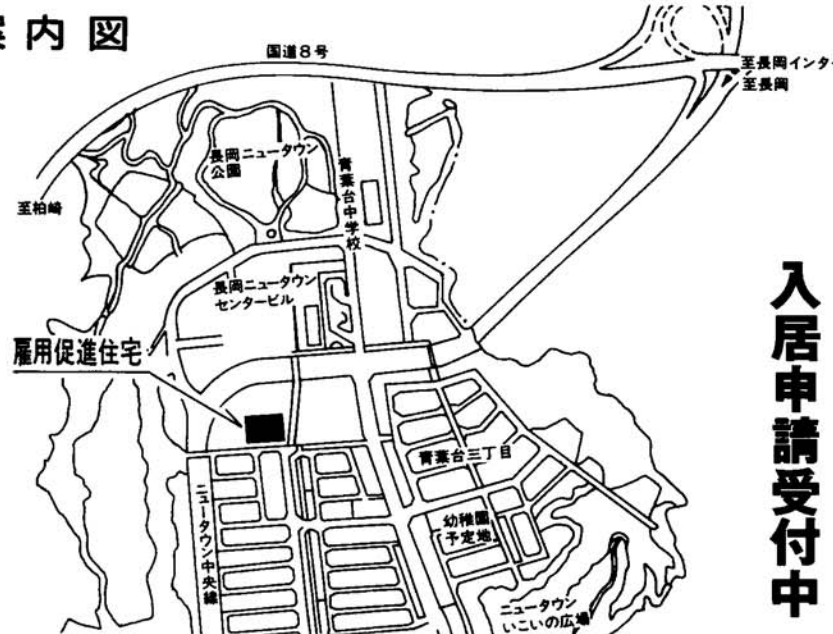 案内図
国道8号
至長岡インター
至長岡
長岡ニュータウン
公園
青葉台中学校
至柏崎
長岡ニュータウン
センタービル
雇用促進住宅
入居申請受付中
青葉台三丁目
ニュータウン中央線
幼稚園
予定地
ニュータウン
いこいの広場